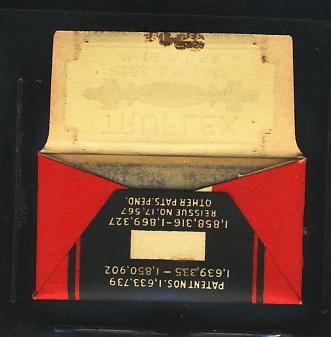 PATENT NOS. 1,633,739
1,639,335 - 1,850,902
1,858,316 - 1,869,327
REISSUE NO. 17,567
OTHER PATS. PEND.
TRUFLEX